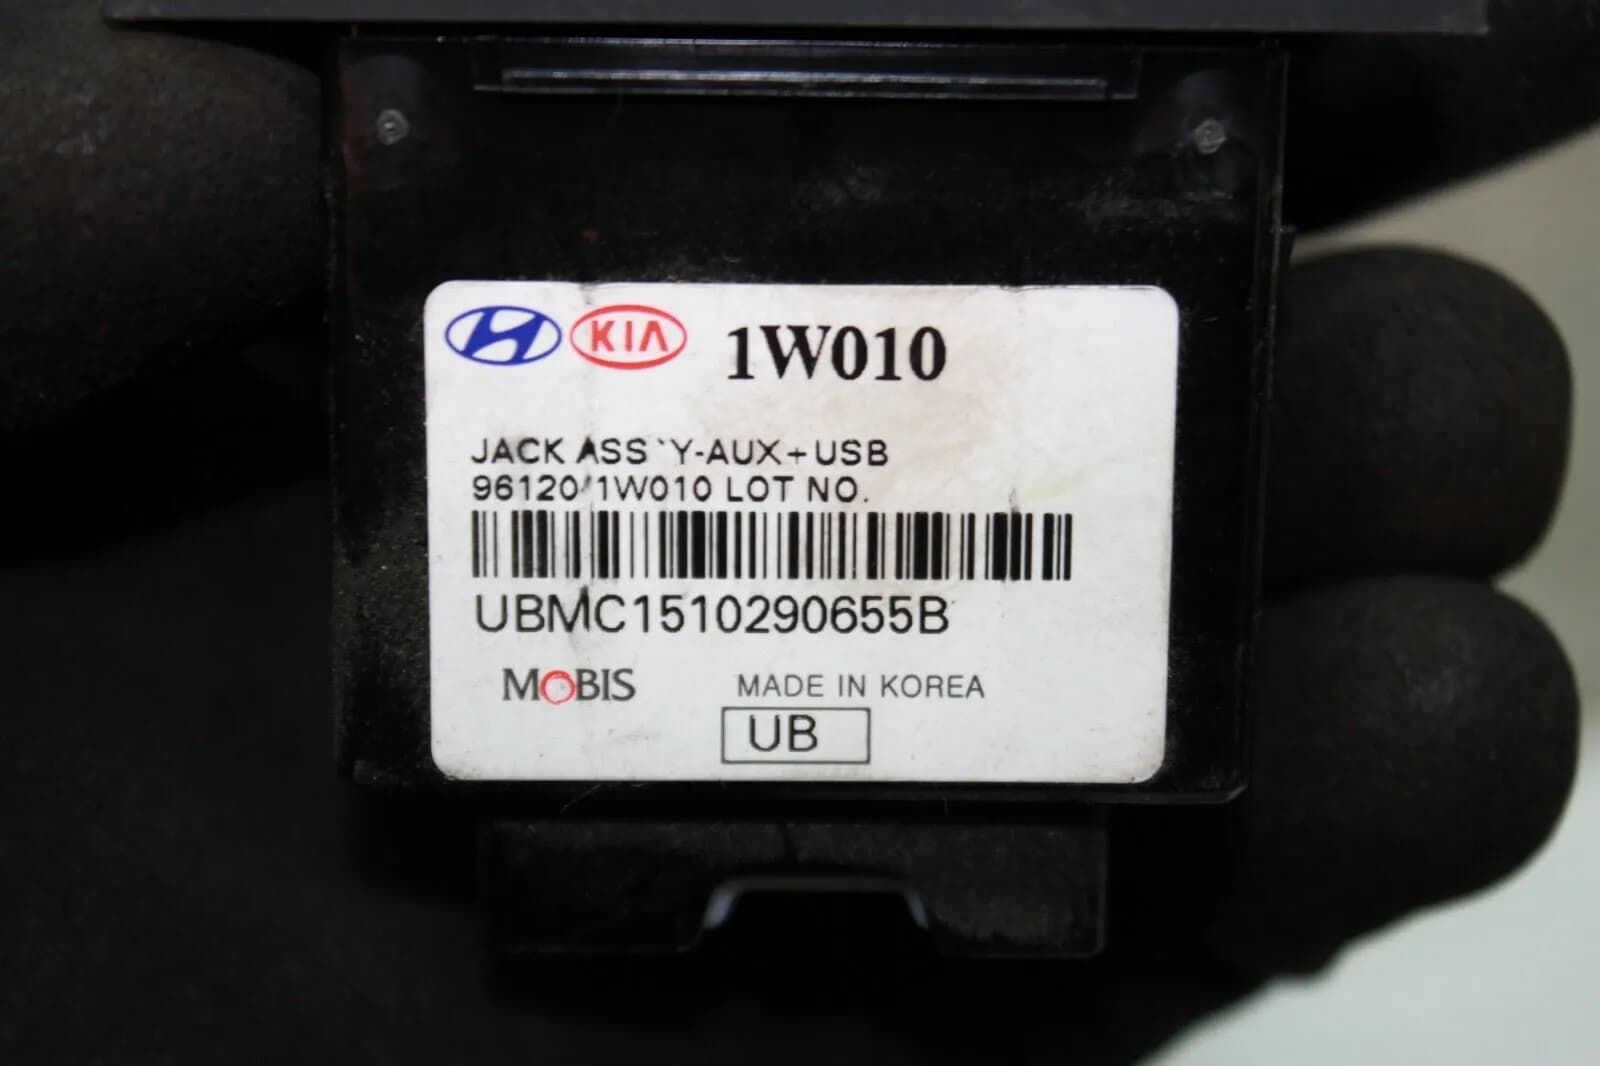 KIA 1W010
JACK ASS`Y-AUX+USB
96120/1W010 LOT NO.
UBMC1510290655B
MOBIS MADE IN KOREA
UB